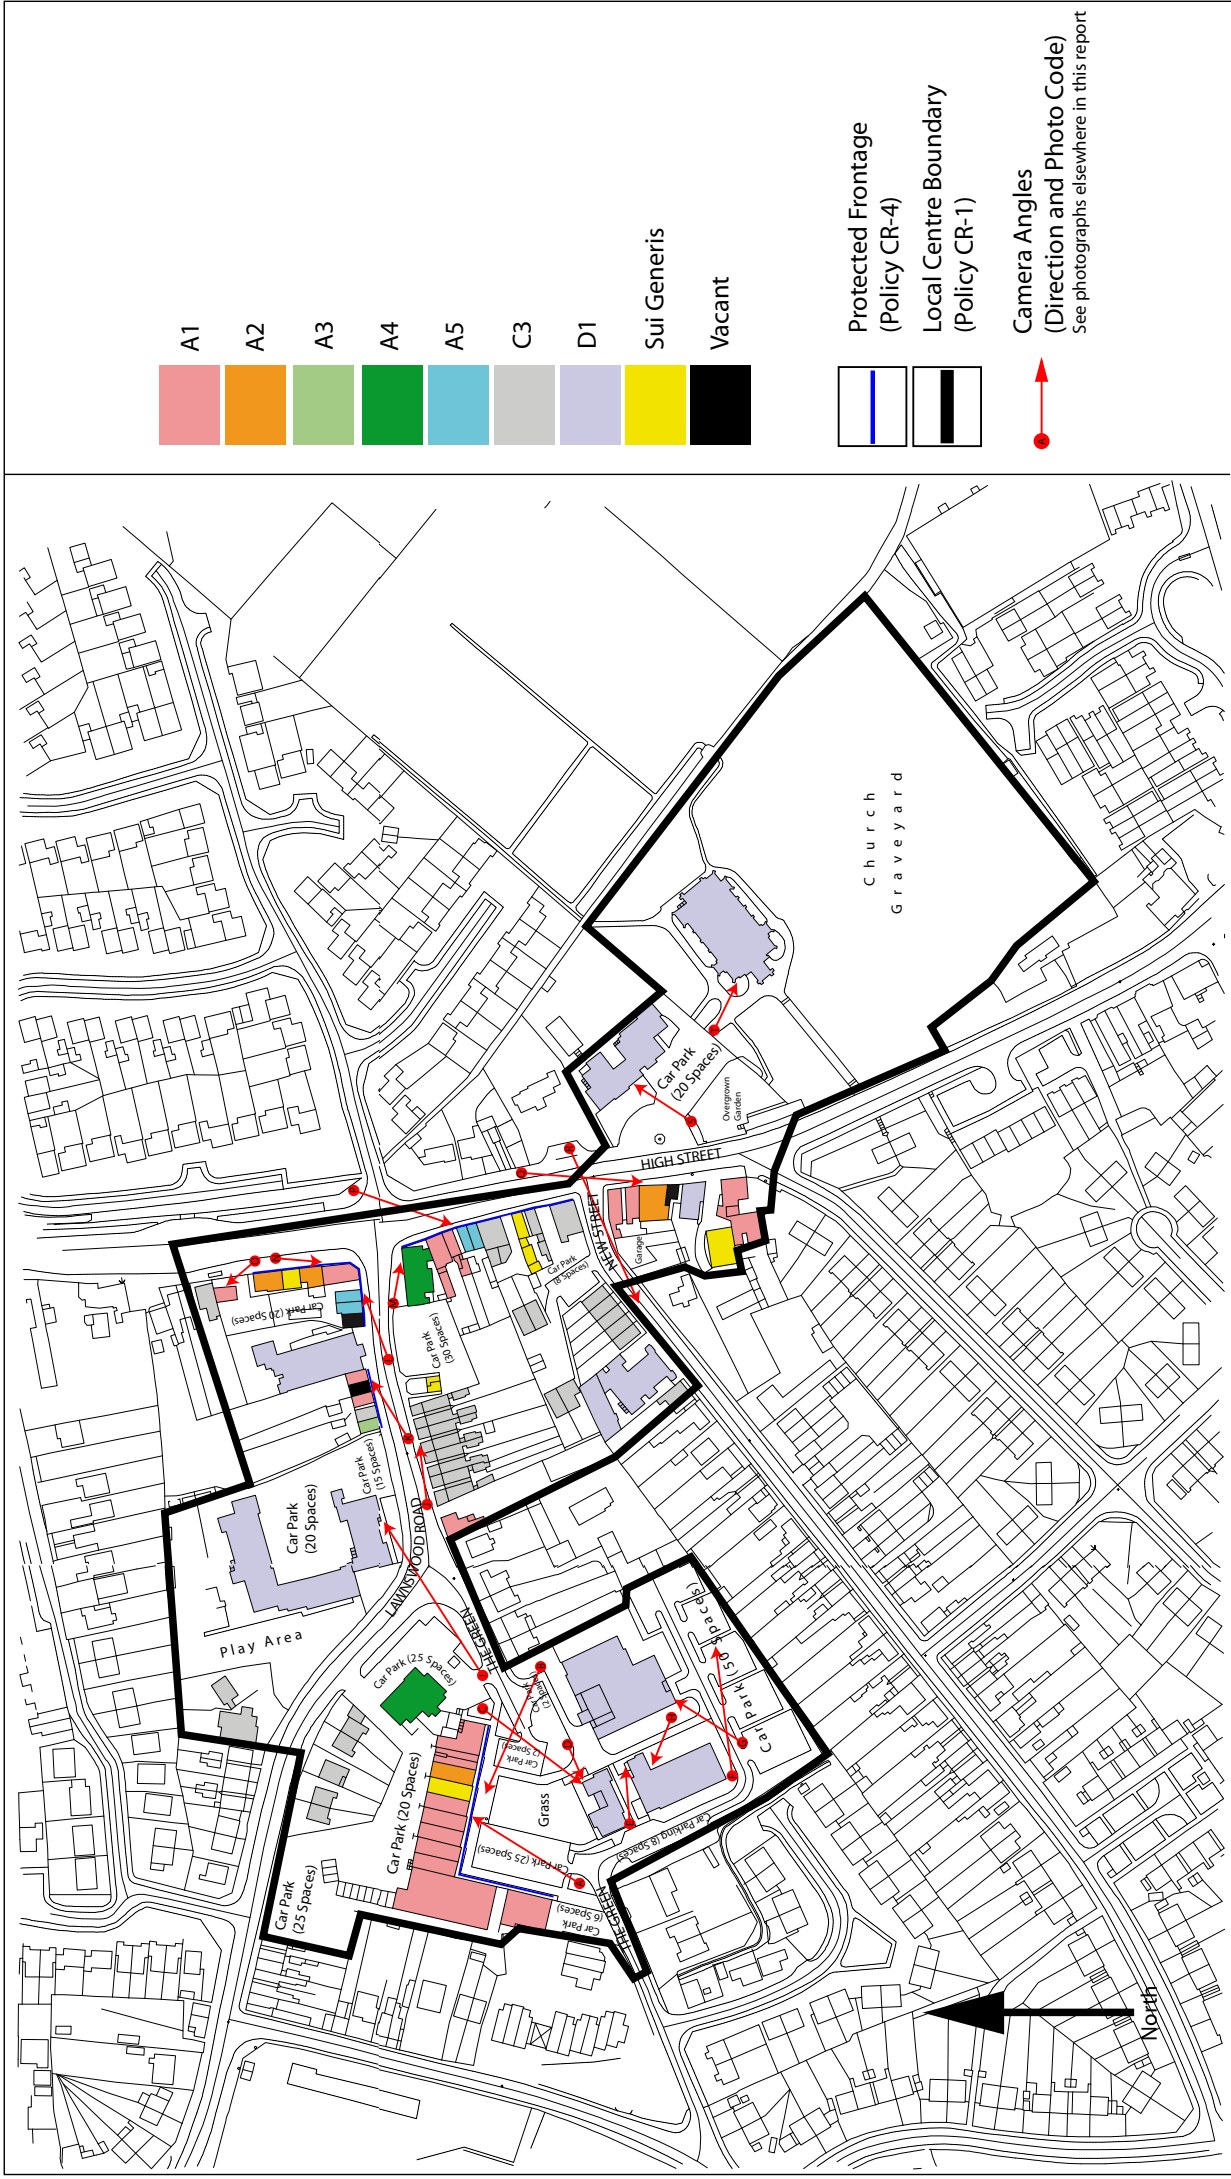 A1
A2
A3
A4
A5
C3
D1
Sui Generis
Vacant
Protected Frontage
(Policy CR-4)
Local Centre Boundary
(Policy CR-1)
A
Camera Angles
(Direction and Photo Code)
See photographs elsewhere in this report
Car Park
(25 Spaces)
Car Park (20 Spaces)
Car Park (25 Spaces)
Play Area
Car Park
(20 Spaces)
Car Park
(15 Spaces)
Car Park (20 Spaces)
LAWNSWOOD ROAD
THE GREEN
Car Park
(30 Spaces)
Car Park
(8 Spaces)
NEW STREET
HIGH STREET
Garage
Car Park
(20 Spaces)
Overgrown
Garden
Church
Graveyard
Grass
Car Park
(2 Spaces)
Car Park (25 Spaces)
Car Park
(6 Spaces)
THE GREEN
Car Parking (8 Spaces)
Car Park (50 Spaces)
North